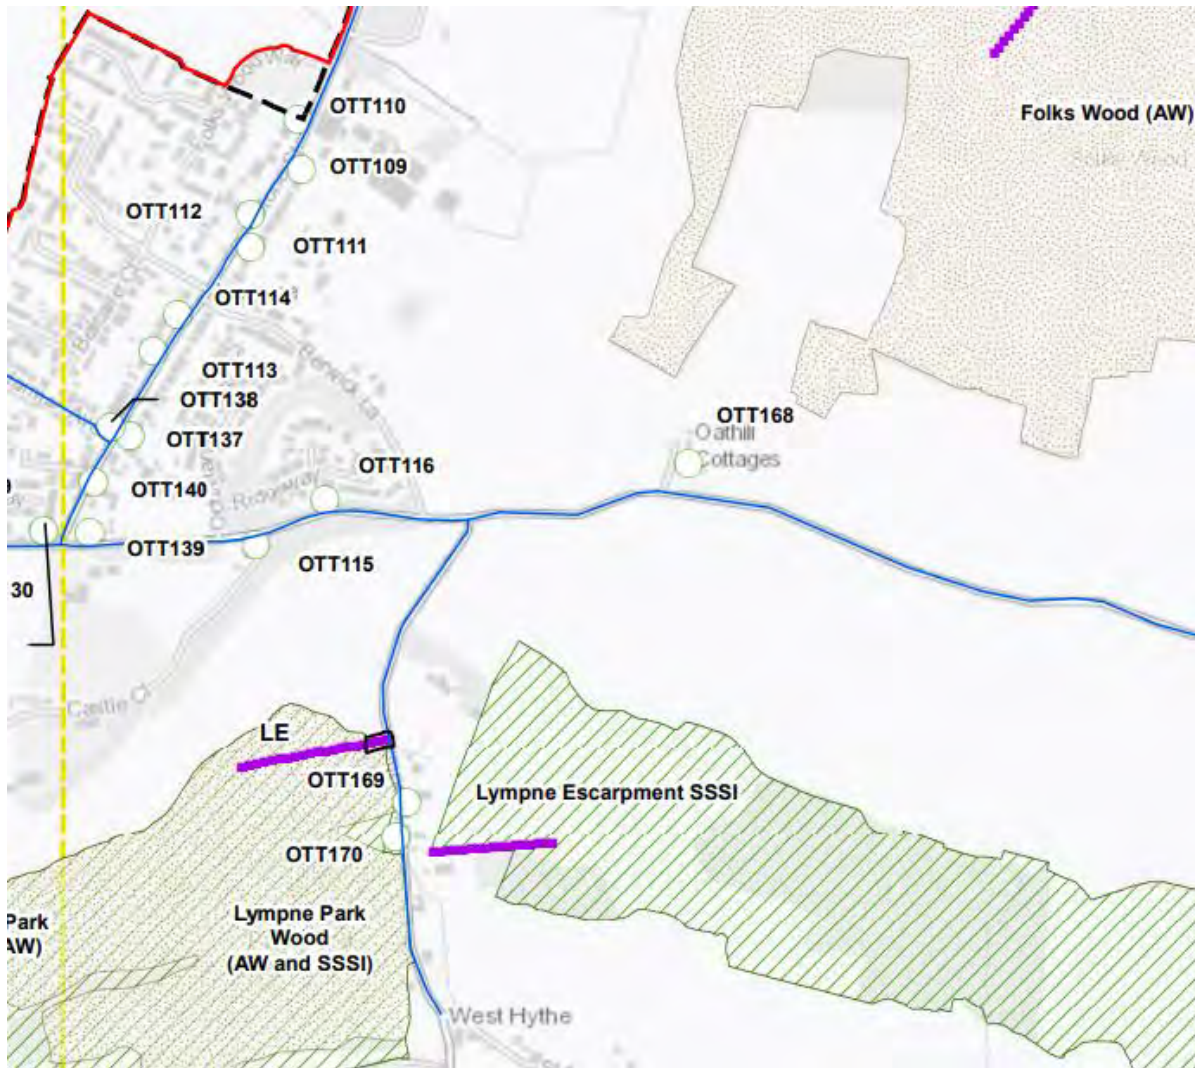 OTT110
Folks Wood (AW)
OTT109
OTT112
OTT111
OTT114
Renwick La
OTT113
OTT138
OTT168
OTT137
Oathill
Cottages
OTT116
OTT140
Ridgeway
OTT139
OTT115
30
Castle Cl
LE
OTT169
Lympne Escarpment SSSI
OTT170
Park
AW)
Lympne Park
Wood
(AW and SSSI)
West Hythe